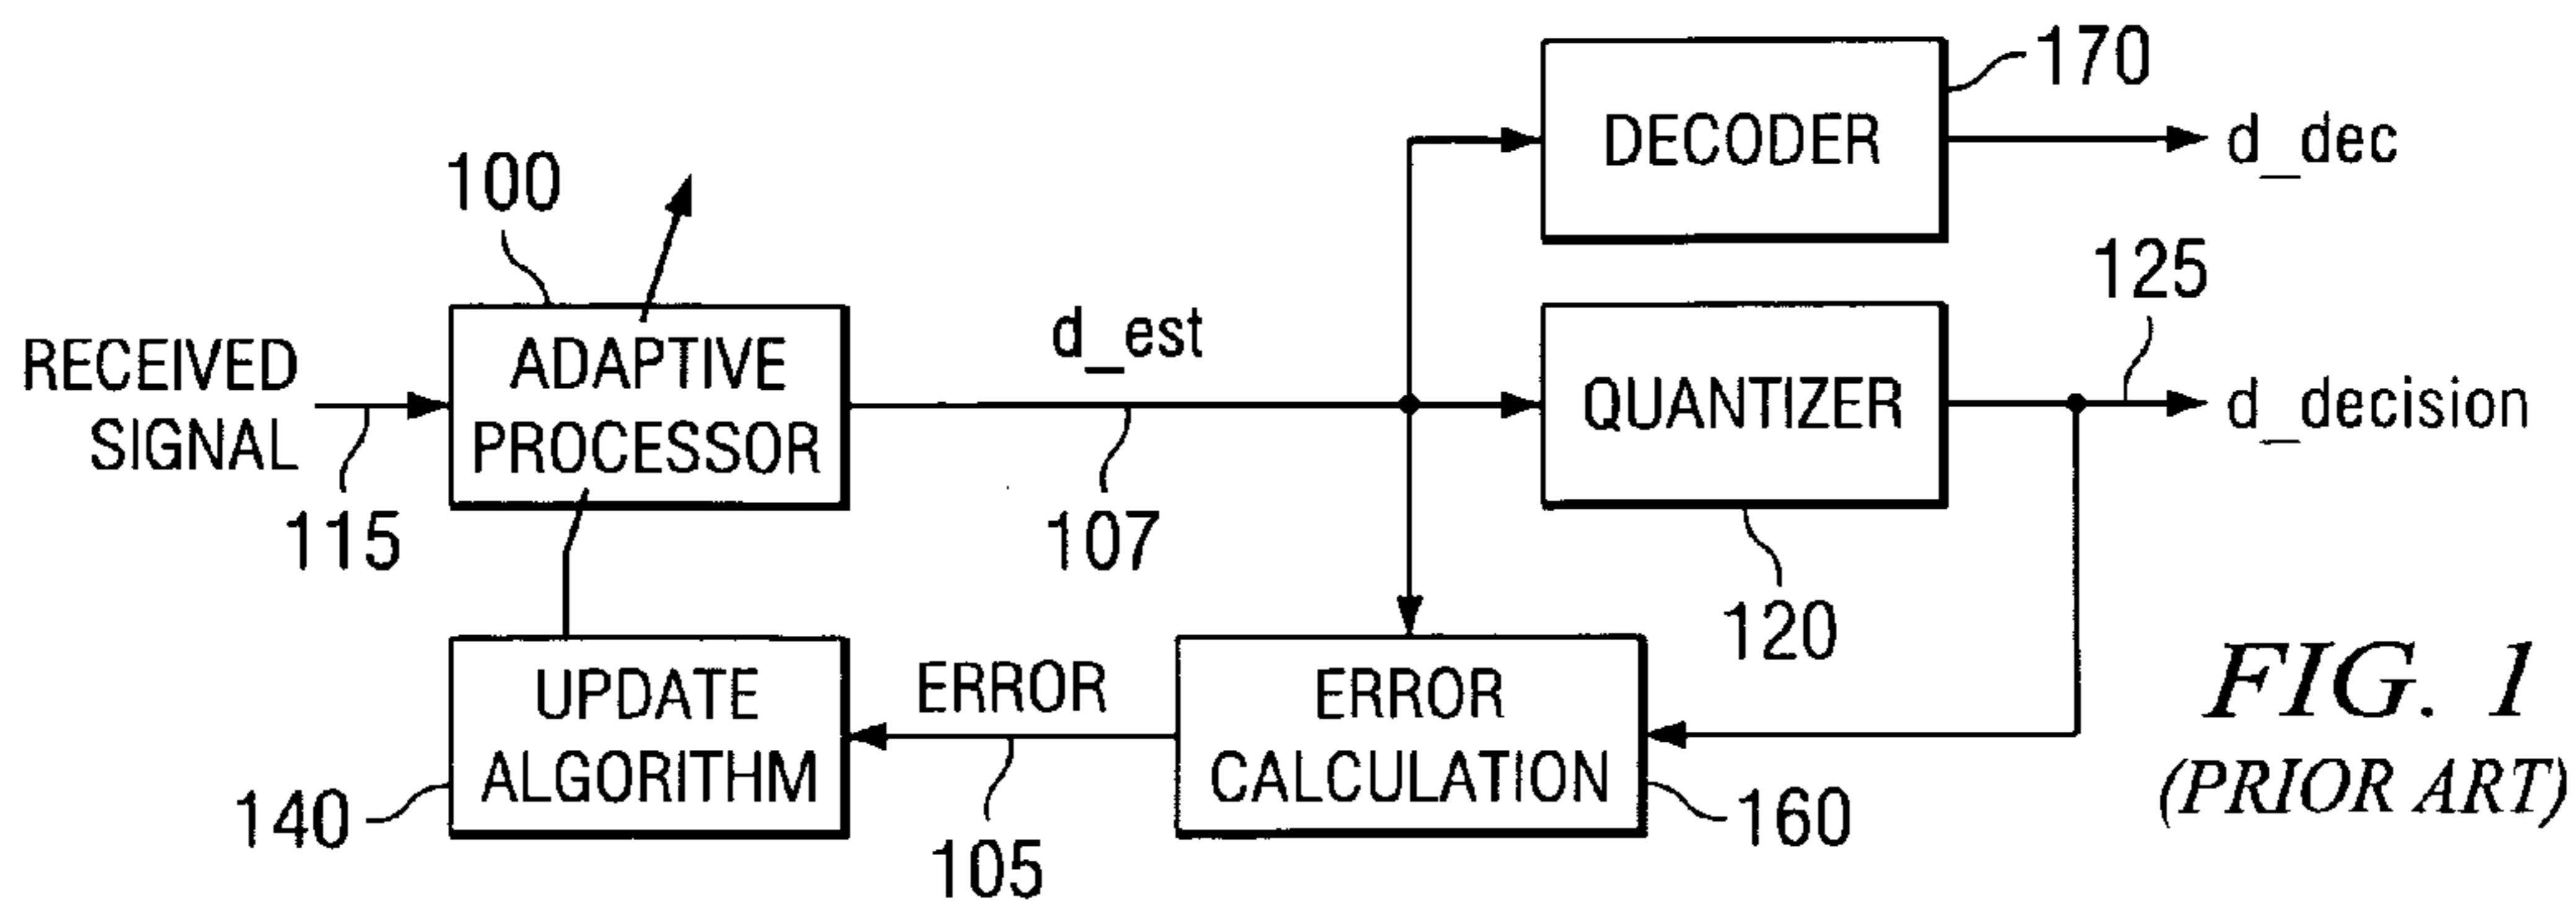 170
DECODER
d_dec
100
125
d_est
RECEIVED
SIGNAL
ADAPTIVE
PROCESSOR
QUANTIZER
d_decision
115
107
120
UPDATE
ALGORITHM
ERROR
ERROR
CALCULATION
140
105
160
FIG. 1
(PRIOR ART)